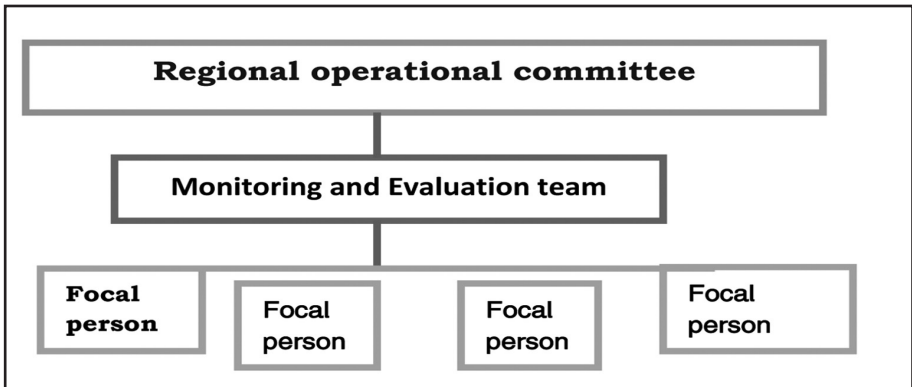 Regional operational committee
Monitoring and Evaluation team
Focal
person
Focal
person
Focal
person
Focal
person